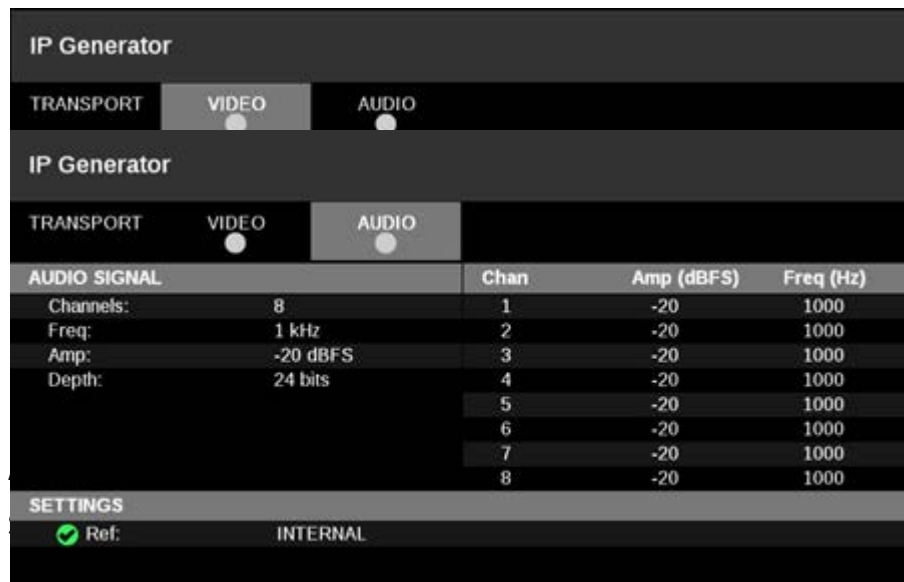 IP Generator
TRANSPORT VIDEO AUDIO
IP Generator
TRANSPORT VIDEO AUDIO
AUDIO SIGNAL Chan Amp (dBFS) Freq (Hz)
Channels: 8 1 -20 1000
Freq: 1 kHz 2 -20 1000
Amp: -20 dBFS 3 -20 1000
Depth: 24 bits 4 -20 1000
5 -20 1000
6 -20 1000
7 -20 1000
8 -20 1000
SETTINGS
Ref: INTERNAL